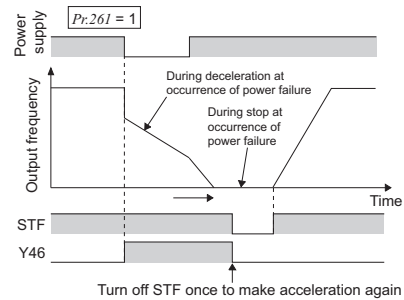 Pr.261 = 1
Power
supply
Output frequency
During deceleration at
occurrence of power failure
During stop at
occurrence of
power failure
Time
STF
Y46
Turn off STF once to make acceleration again